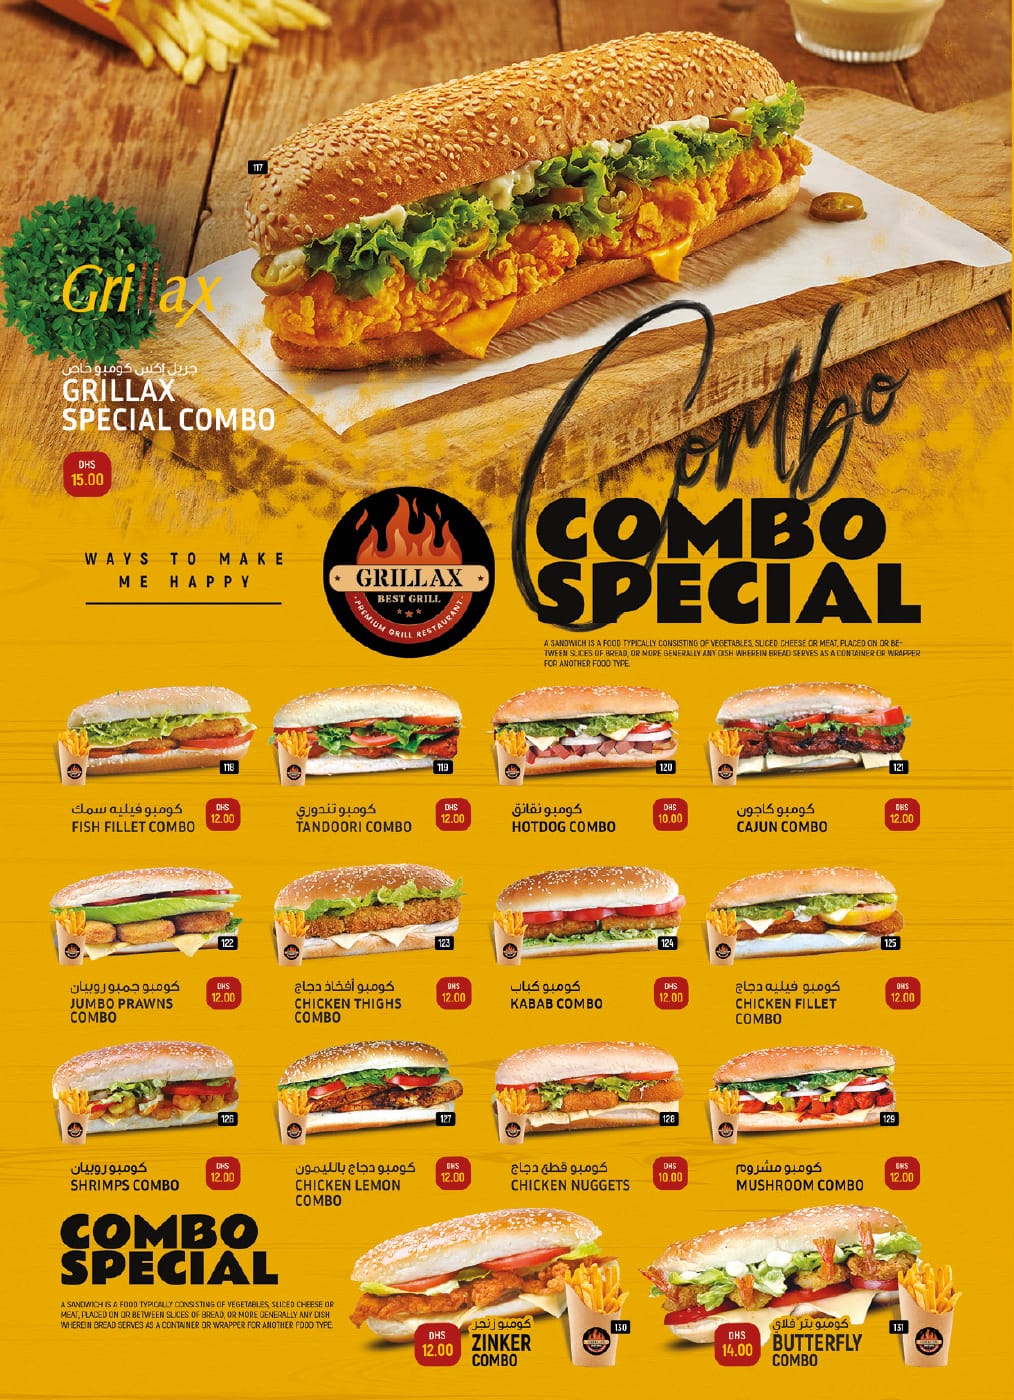 117
Grillax
جريل إكس كومبو خاص
GRILLAX
SPECIAL COMBO
DHS
15.00
Combo
COMBO
SPECIAL
A SANDWICH IS A FOOD TYPICALLY CONSISTING OF VEGETABLES, SLICED CHEESE OR MEAT, PLACED ON OR BE-
TWEEN SLICES OF BREAD, OR MORE GENERALLY ANY DISH WHEREIN BREAD SERVES AS A CONTAINER OR WRAPPER
FOR ANOTHER FOOD TYPE.
WAYS TO MAKE
ME HAPPY
GRILLAX
BEST GRILL
PREMIUM GRILL RESTAURANT
118
كومبو فيليه سمك
FISH FILLET COMBO
DHS
12.00
119
كومبو تندوري
TANDOORI COMBO
DHS
12.00
120
كومبو نقانق
HOTDOG COMBO
DHS
10.00
121
كومبو كاجون
CAJUN COMBO
DHS
12.00
122
كومبو جمبو روبيان
JUMBO PRAWNS
COMBO
DHS
12.00
123
كومبو أفخاذ دجاج
CHICKEN THIGHS
COMBO
DHS
12.00
124
كومبو كباب
KABAB COMBO
DHS
12.00
125
كومبو فيليه دجاج
CHICKEN FILLET
COMBO
DHS
12.00
126
كومبو روبيان
SHRIMPS COMBO
DHS
12.00
127
كومبو دجاج بالليمون
CHICKEN LEMON
COMBO
DHS
12.00
128
كومبو قطع دجاج
CHICKEN NUGGETS
DHS
10.00
129
كومبو مشروم
MUSHROOM COMBO
DHS
12.00
COMBO
SPECIAL
A SANDWICH IS A FOOD TYPICALLY CONSISTING OF VEGETABLES, SLICED CHEESE OR
MEAT, PLACED ON OR BETWEEN SLICES OF BREAD, OR MORE GENERALLY ANY DISH
WHEREIN BREAD SERVES AS A CONTAINER OR WRAPPER FOR ANOTHER FOOD TYPE.
130
كومبو زنجر
ZINKER
COMBO
DHS
12.00
131
كومبو بتر فلاي
BUTTERFLY
COMBO
DHS
14.00